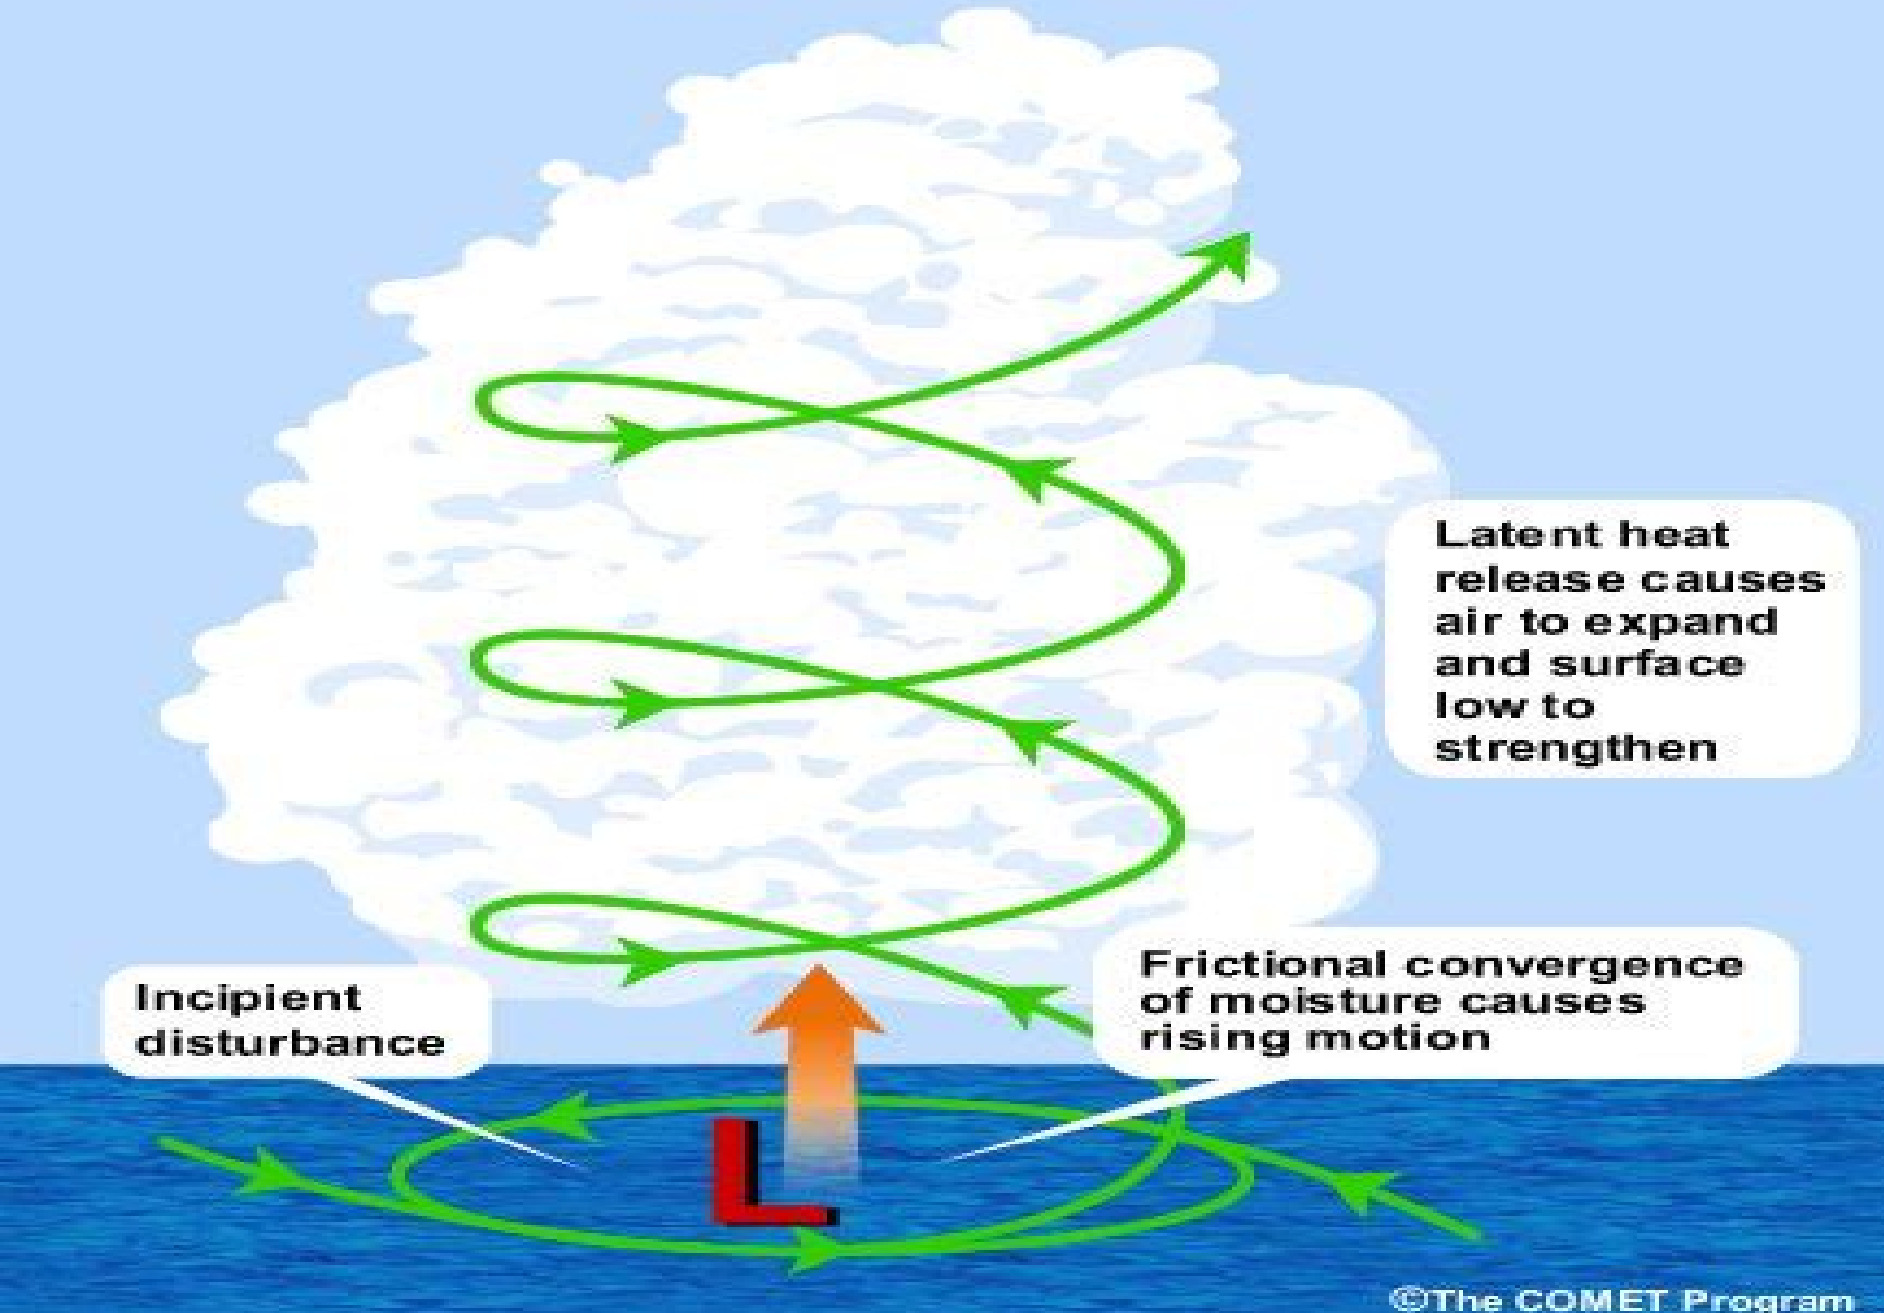 Latent heat
release causes
air to expand
and surface
low to
strengthen
Frictional convergence
of moisture causes
rising motion
Incipient
disturbance
L
©The COMET Program